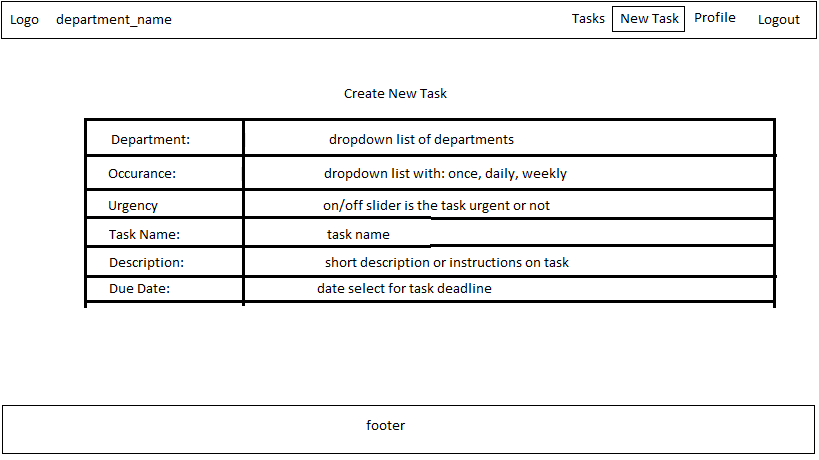 Logo department_name Tasks New Task Profile Logout
Create New Task
Department: dropdown list of departments
Occurance: dropdown list with: once, daily, weekly
Urgency on/off slider is the task urgent or not
Task Name: task name
Description: short description or instructions on task
Due Date: date select for task deadline
footer